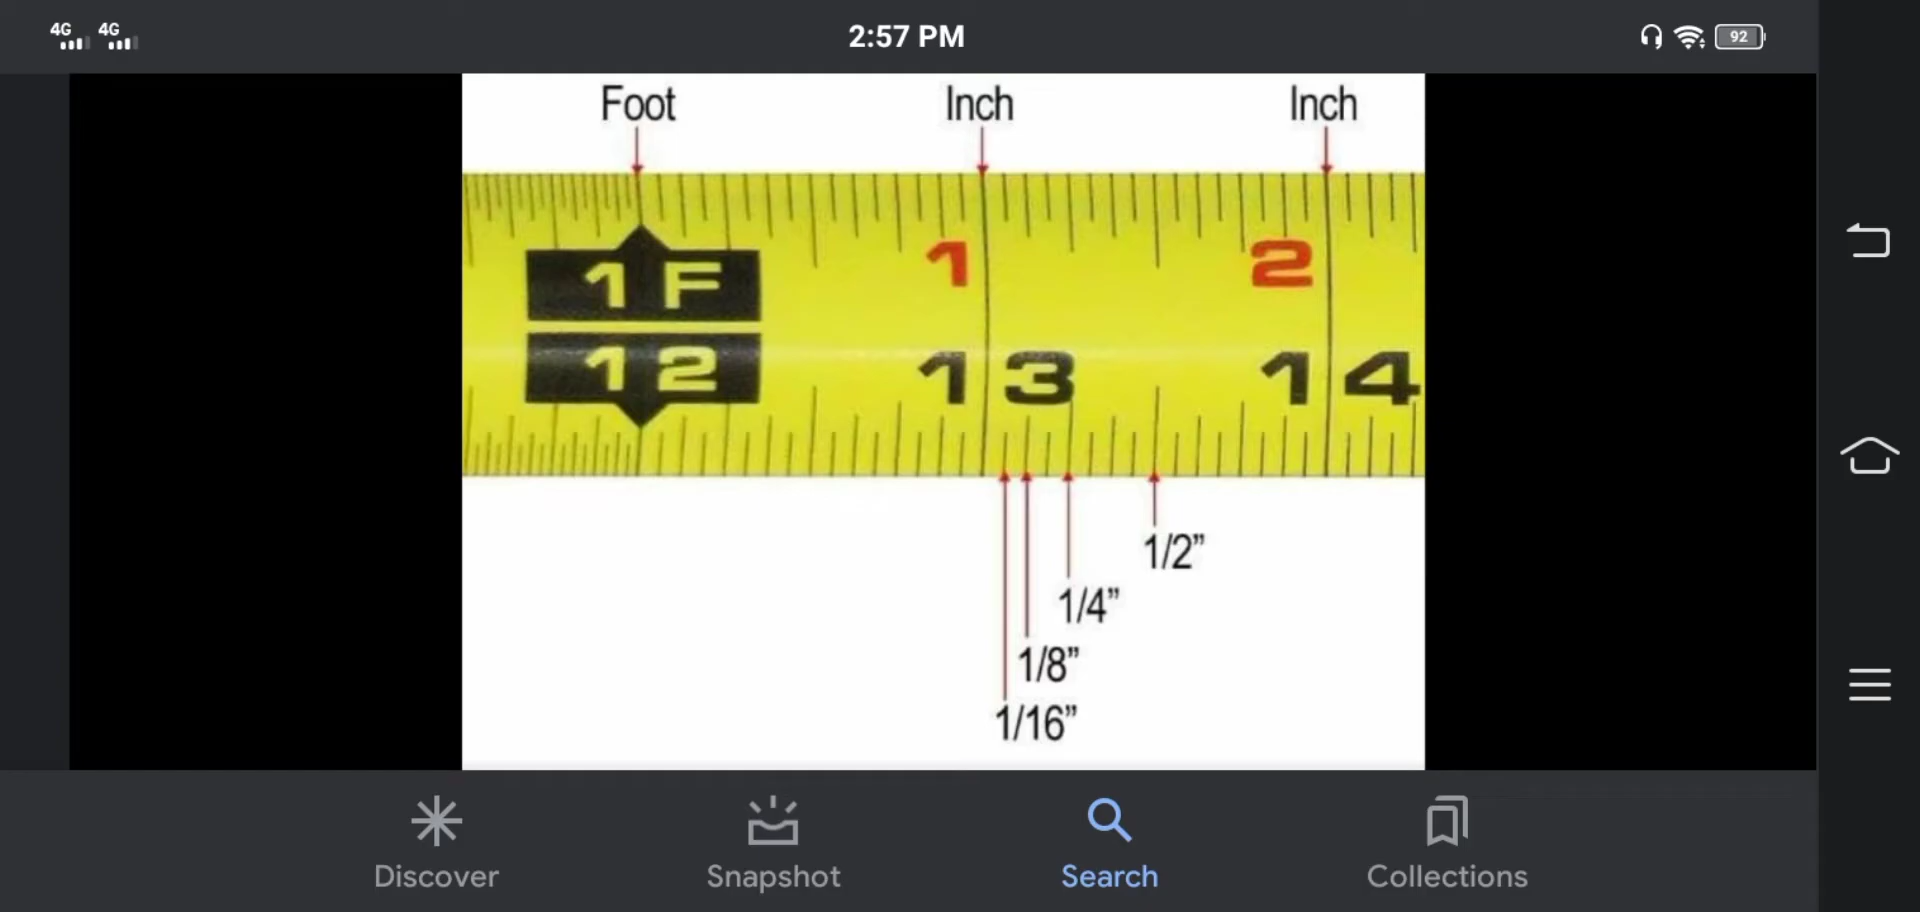 4G 4G 2:57 PM 92
Foot Inch Inch
1 F 1 2
12 13 14
1/2”
1/4”
1/8”
1/16”
Discover Snapshot Search Collections